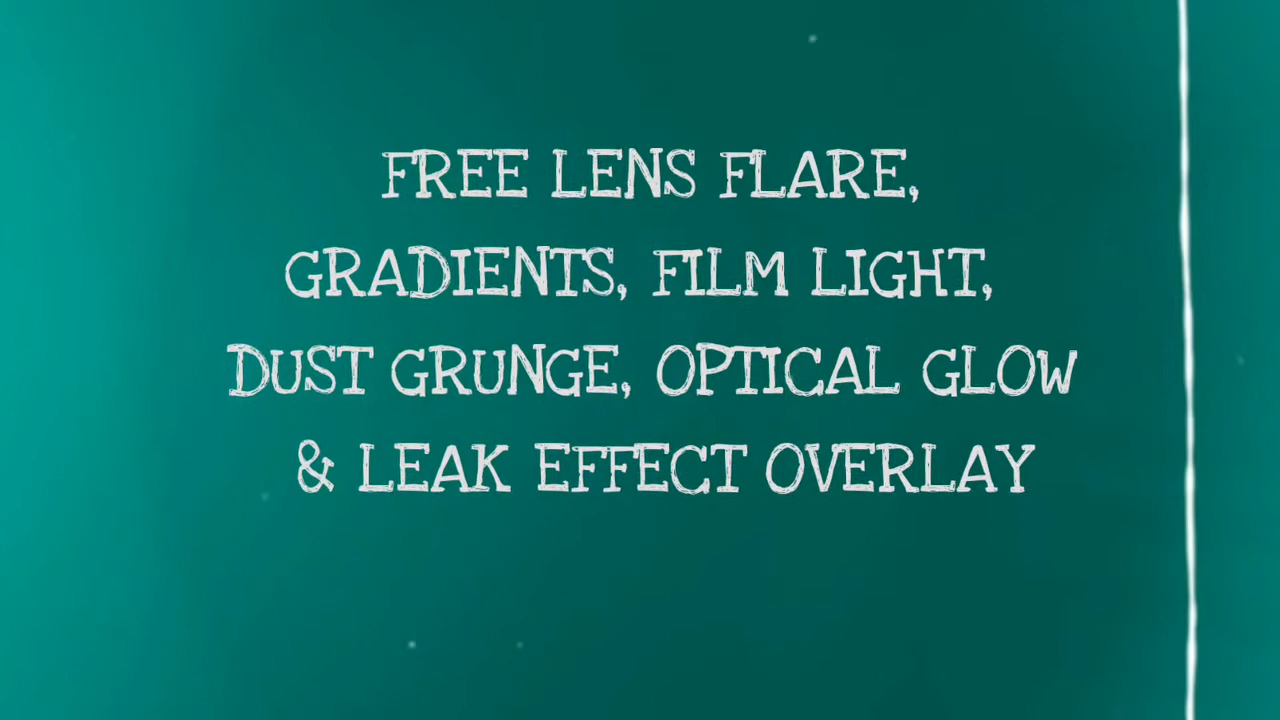 FREE LENS FLARE,
GRADIENTS, FILM LIGHT,
DUST GRUNGE, OPTICAL GLOW
& LEAK EFFECT OVERLAY